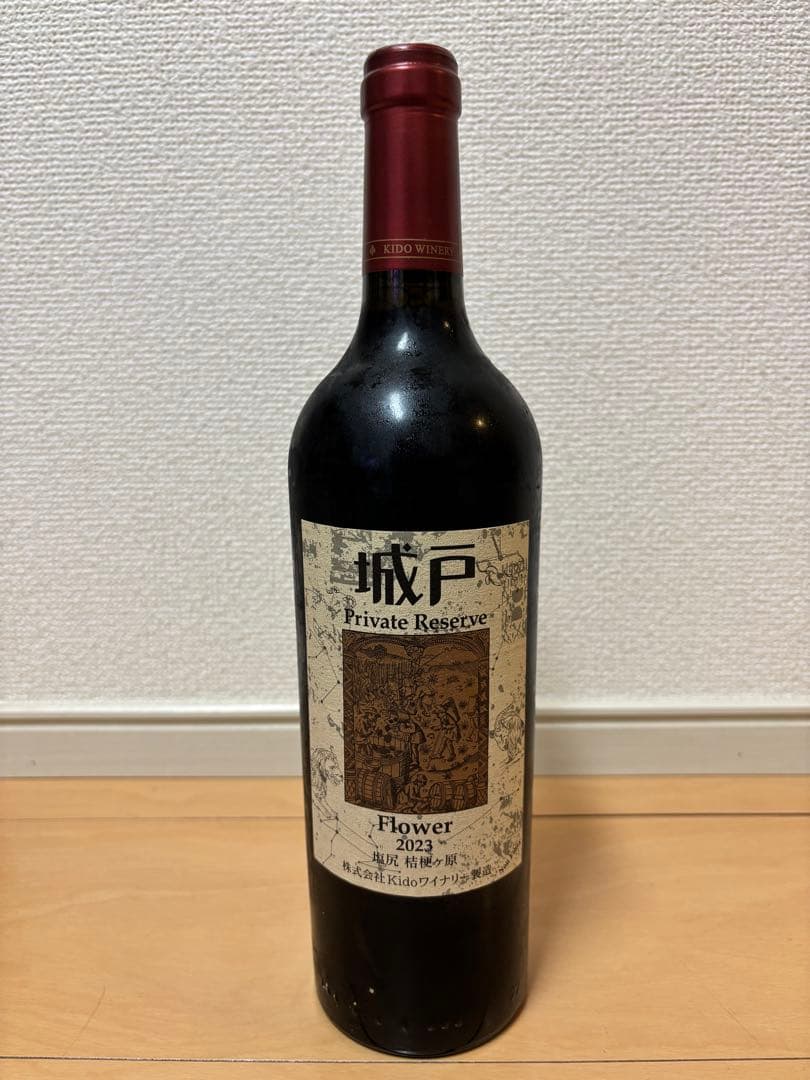 KIDO WINERY
城戸
Private Reserve
Flower
2023
塩尻 桔梗ヶ原
株式会社Kidoワイナリー製造